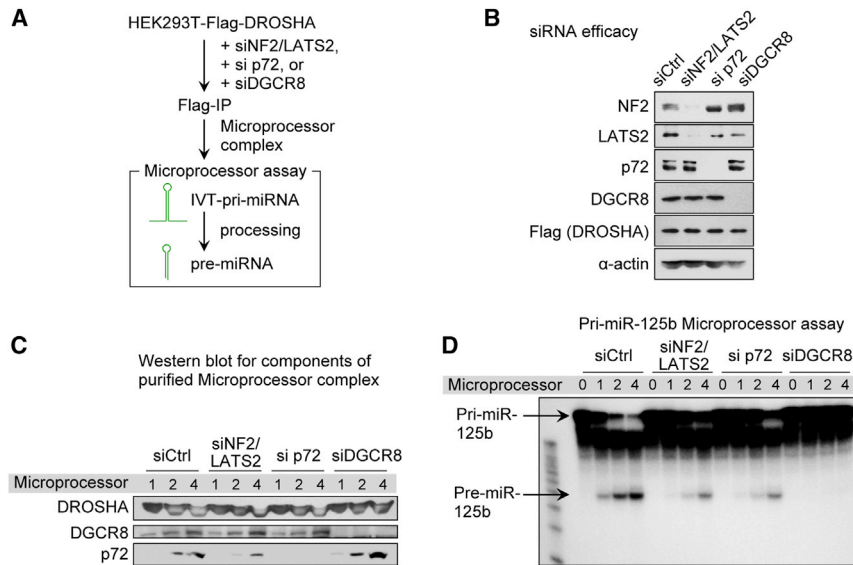 A
HEK293T-Flag-DROSHA
+ siNF2/LATS2,
+ si p72, or
+ siDGCR8
Flag-IP
Microprocessor
complex
Microprocessor assay
IVT-pri-miRNA
processing
pre-miRNA
B
siRNA efficacy
siCtrl
siNF2/LATS2
si p72
siDGCR8
NF2
LATS2
p72
DGCR8
Flag (DROSHA)
α-actin
C
Western blot for components of
purified Microprocessor complex
siCtrl siNF2/ LATS2 si p72 siDGCR8
Microprocessor 1 2 4 1 2 4 1 2 4 1 2 4
DROSHA
DGCR8
p72
D
Pri-miR-125b Microprocessor assay
siCtrl siNF2/ LATS2 si p72 siDGCR8
Microprocessor 0 1 2 4 0 1 2 4 0 1 2 4 0 1 2 4
Pri-miR-
125b
Pre-miR-
125b